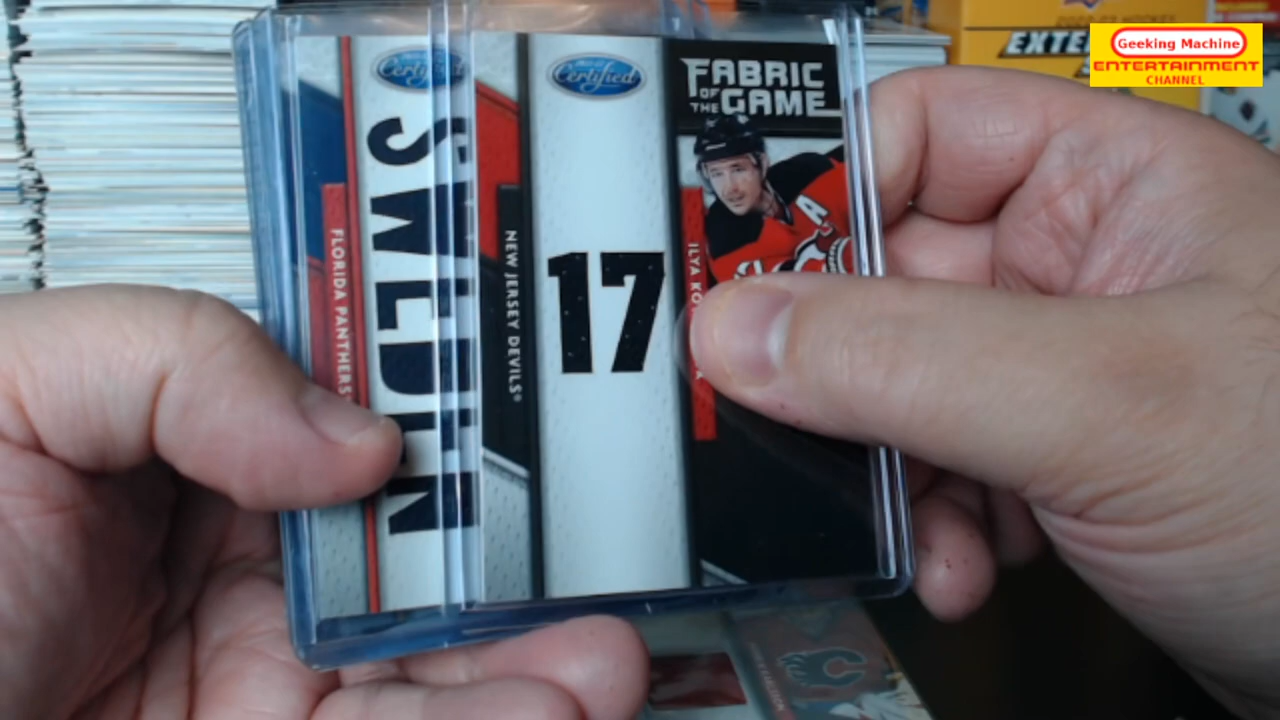 EXTE
Geeking Machine
ENTERTAINMENT
CHANNEL
Certified
SWEDEN
FLORIDA PANTHERS
Certified
NEW JERSEY DEVILS®
17
FABRIC
OF THE GAME
ILYA KO
A